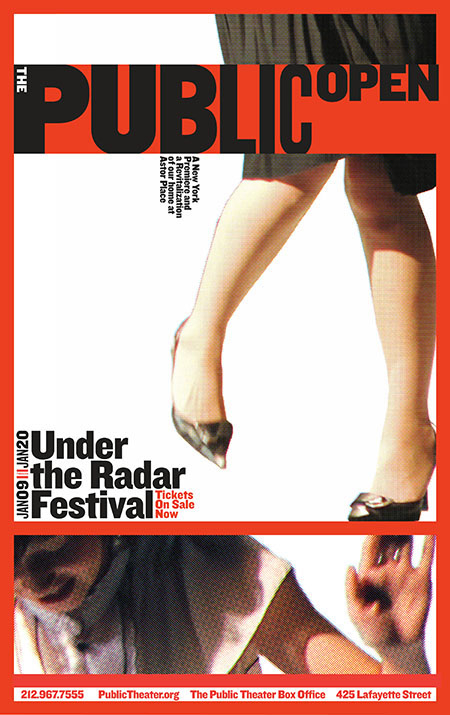 THE
PUBLIC OPEN
A New York
Premiere and
a Revitalization
of our home at
Astor Place
JAN09 JAN20
Under
the Radar
Festival
Tickets
On Sale
Now
212.967.7555 PublicTheater.org The Public Theater Box Office 425 Lafayette Street